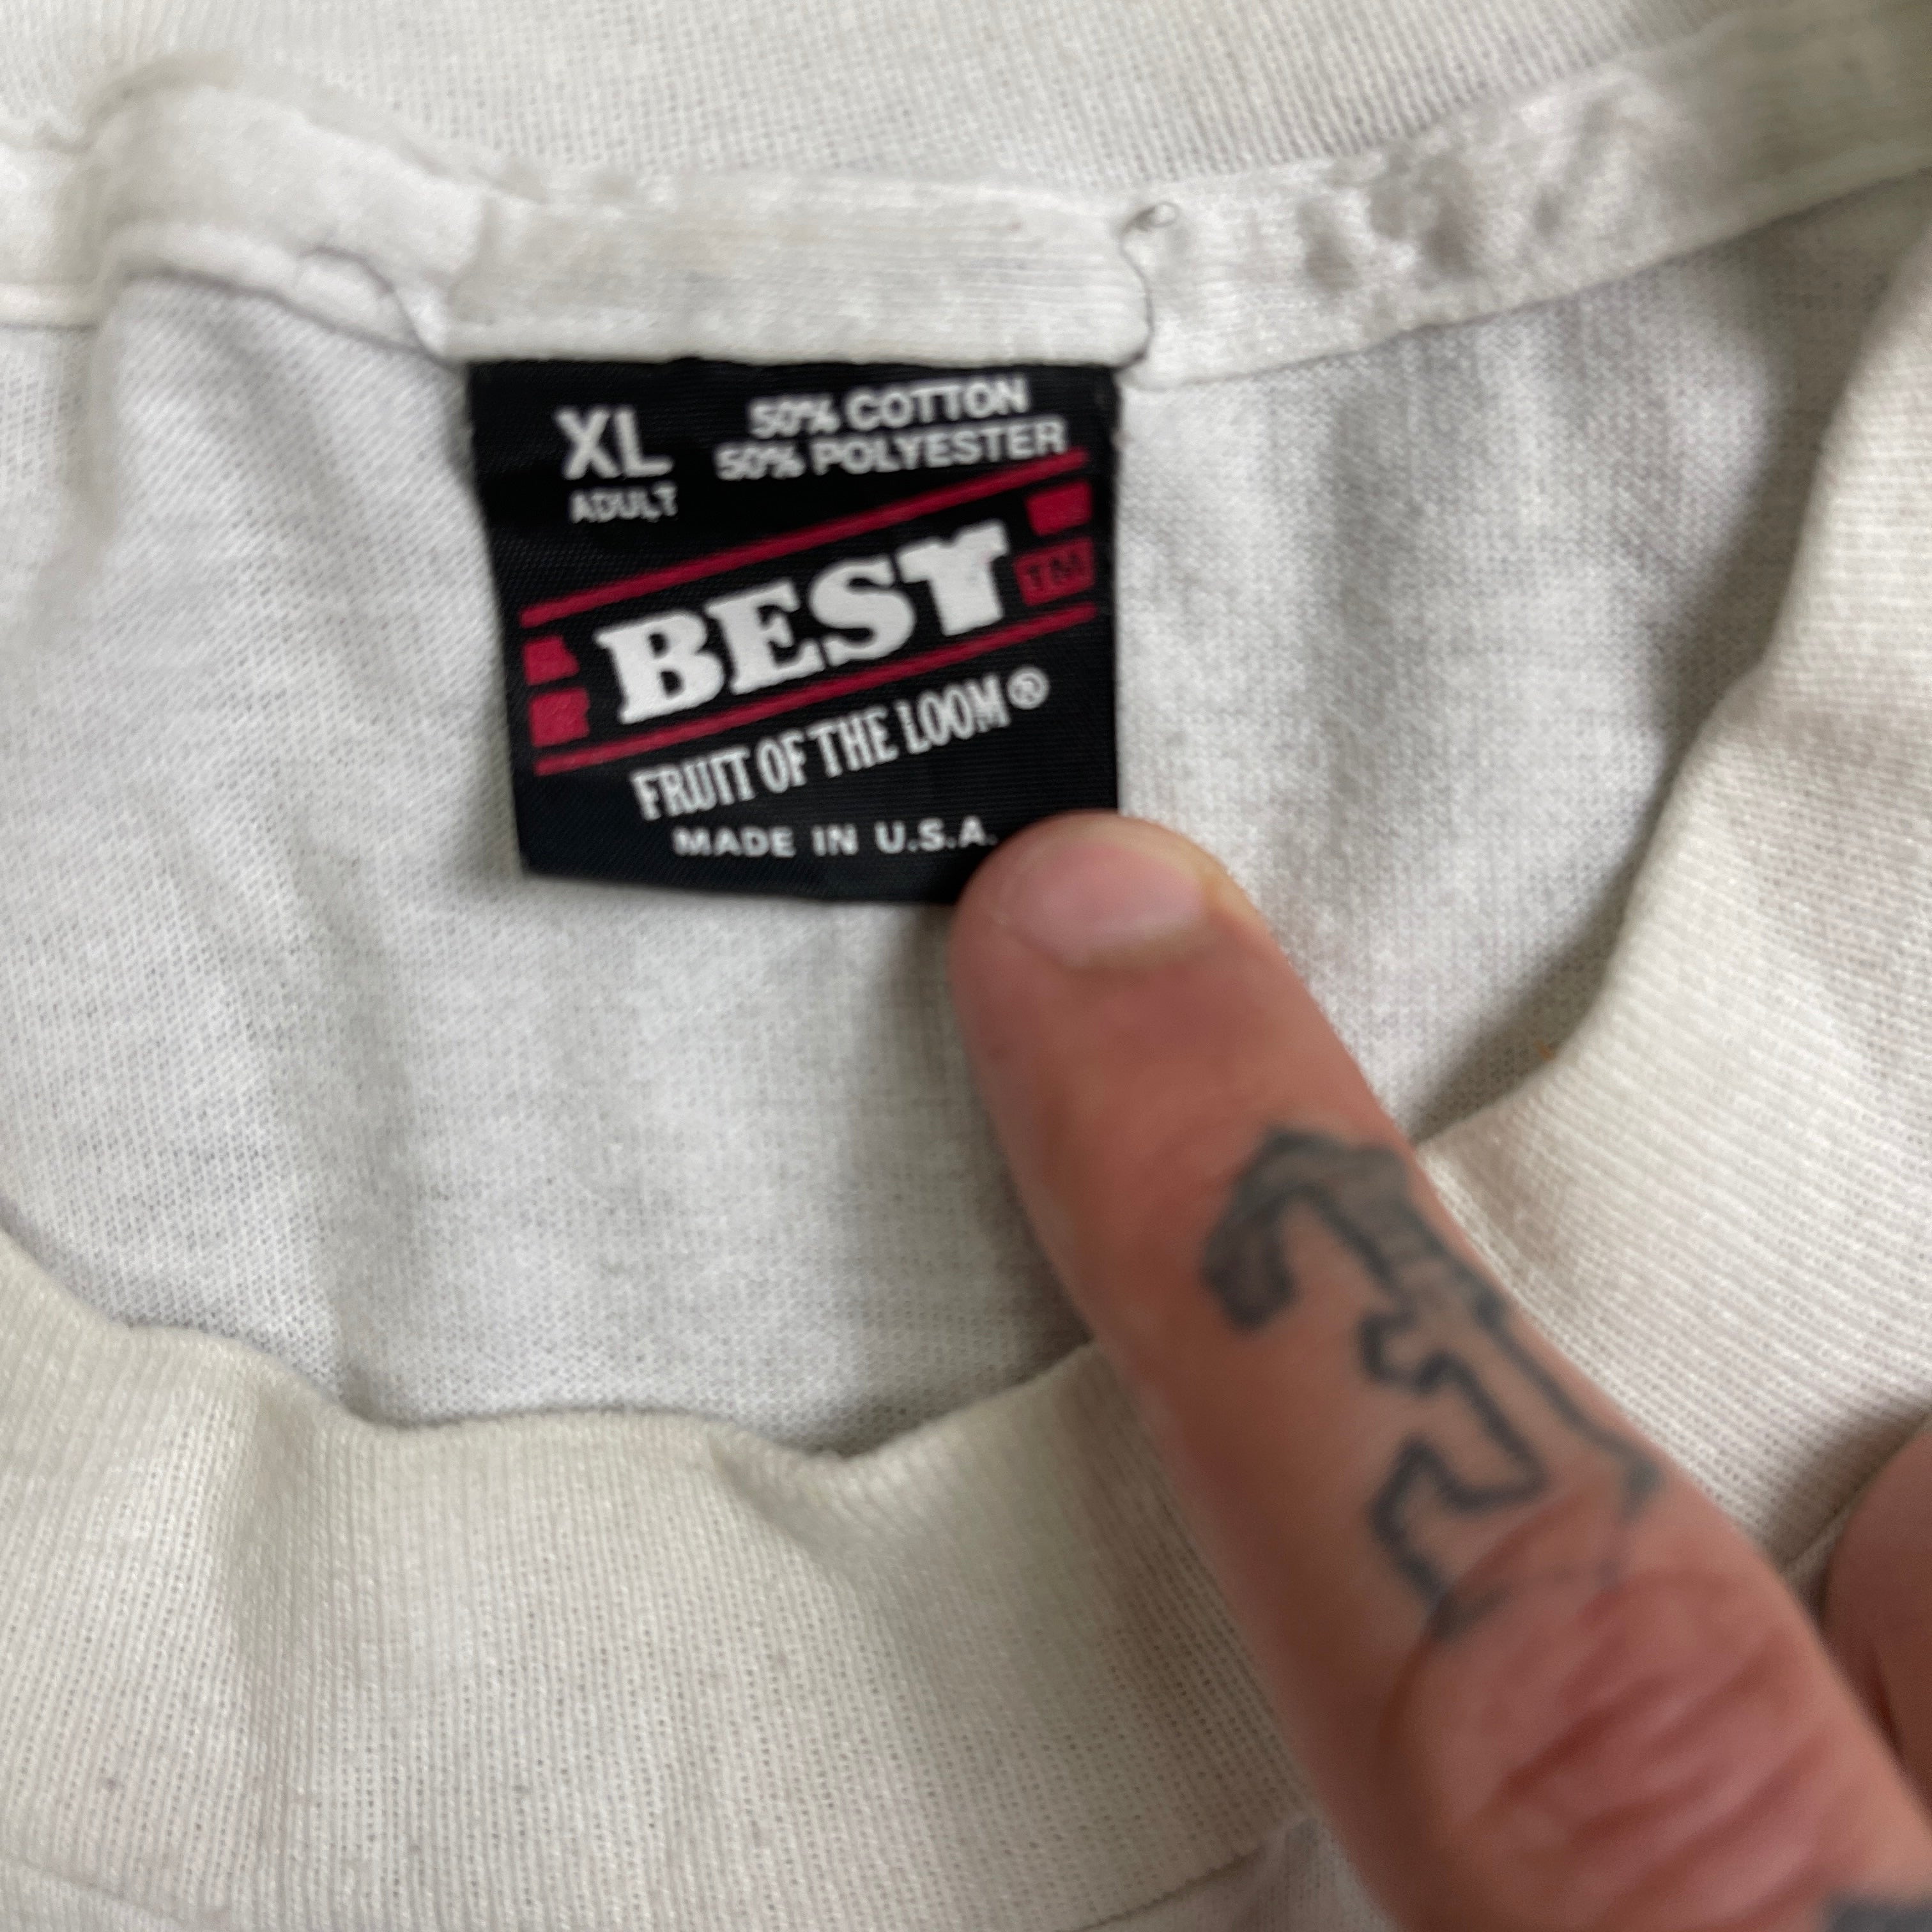 XL
ADULT
50% COTTON
50% POLYESTER
BEST TM
FRUIT OF THE LOOM®
MADE IN U.S.A.